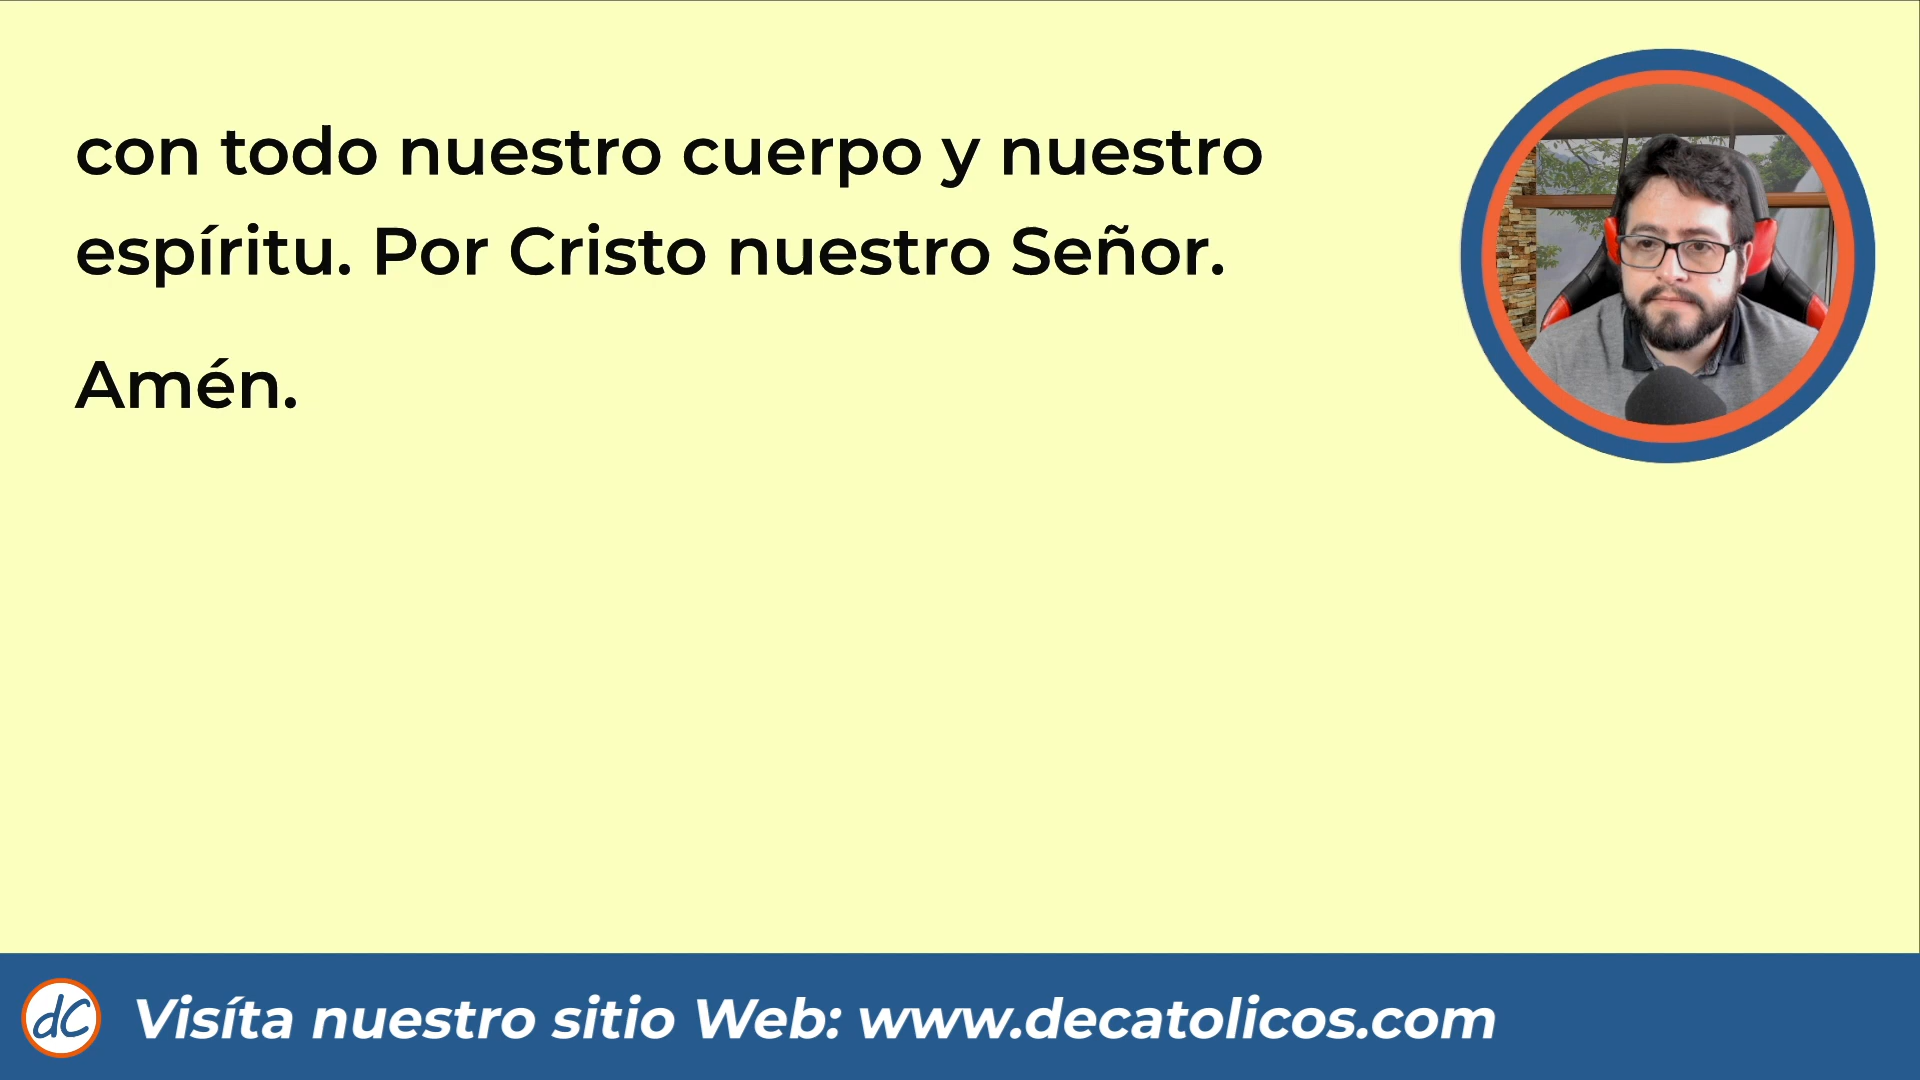 con todo nuestro cuerpo y nuestro
espíritu. Por Cristo nuestro Señor.
Amén.
dC Visíta nuestro sitio Web: www.decatolicos.com